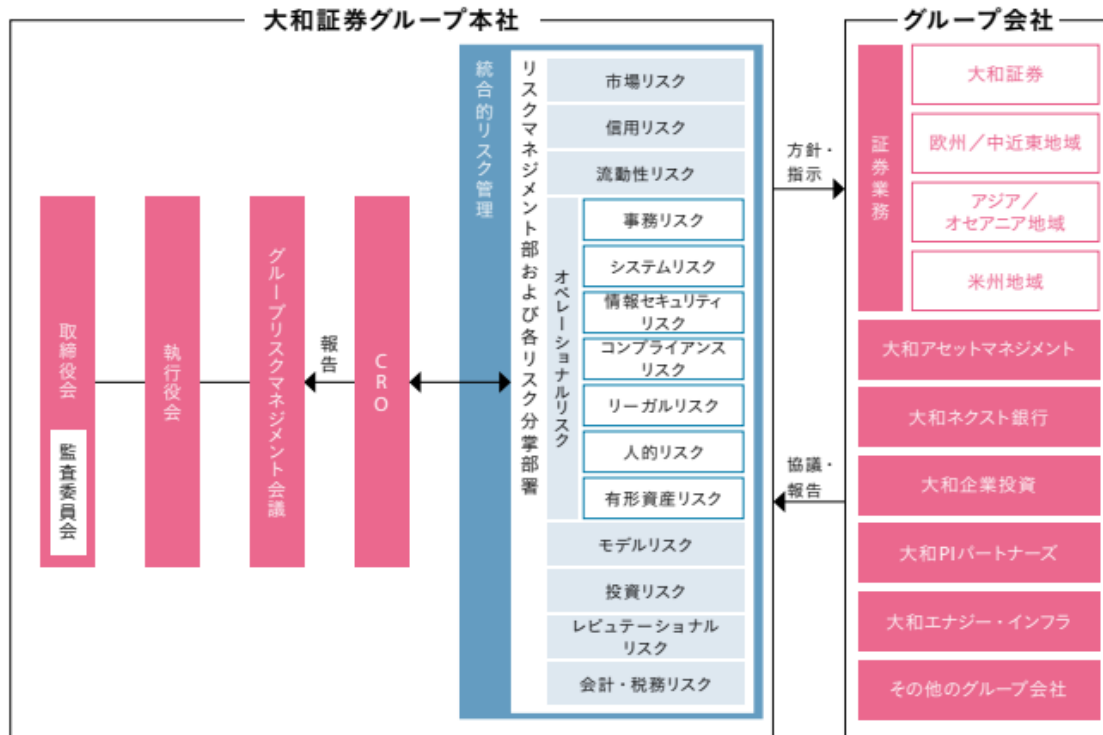 大和証券グループ本社
取締役会
監査委員会
執行役会
グループリスクマネジメント会議
報告
CRO
統合的リスク管理
リスクマネジメント部および各リスク分掌部署
市場リスク
信用リスク
流動性リスク
オペレーショナルリスク
事務リスク
システムリスク
情報セキュリティ
リスク
コンプライアンス
リスク
リーガルリスク
人的リスク
有形資産リスク
モデルリスク
投資リスク
レピュテーショナル
リスク
会計・税務リスク
方針・
指示
協議・
報告
グループ会社
証券業務
大和証券
欧州／中近東地域
アジア／
オセアニア地域
米州地域
大和アセットマネジメント
大和ネクスト銀行
大和企業投資
大和PIパートナーズ
大和エナジー・インフラ
その他のグループ会社